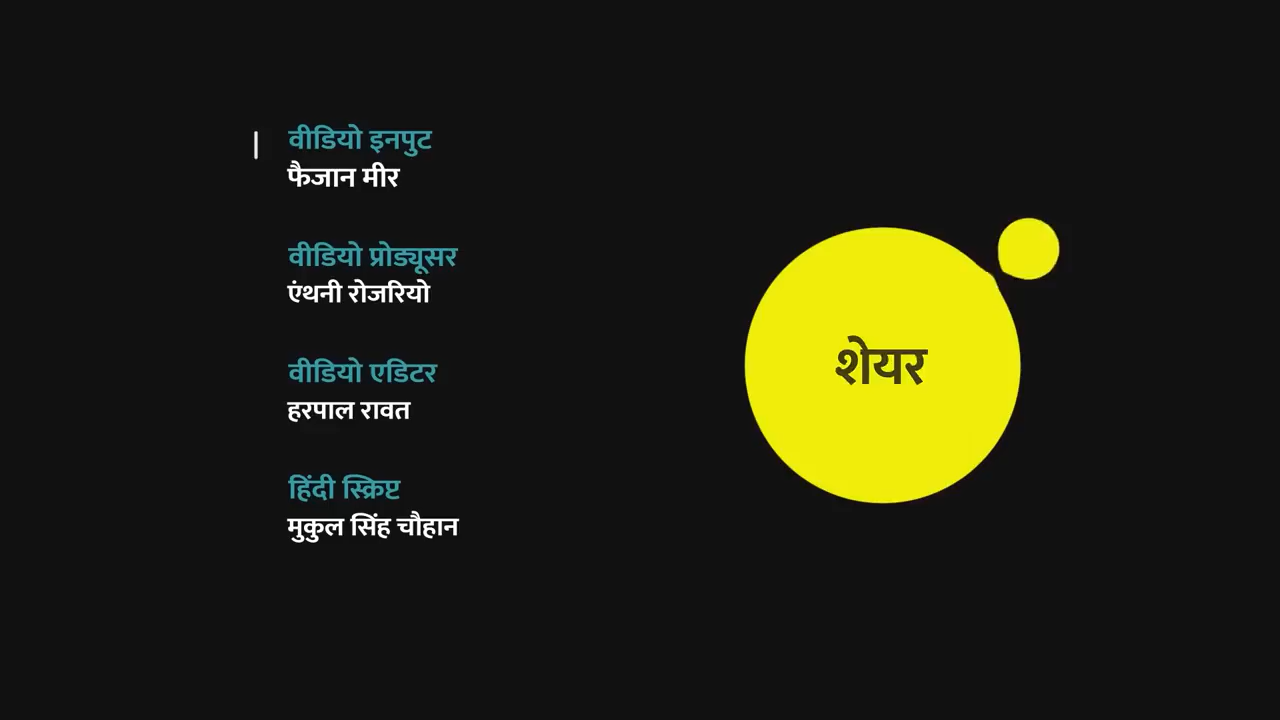 वीडियो इनपुट
फैजान मीर
वीडियो प्रोड्यूसर
एंथनी रोजरियो
वीडियो एडिटर
हरपाल रावत
हिंदी स्क्रिप्ट
मुकुल सिंह चौहान
शेयर